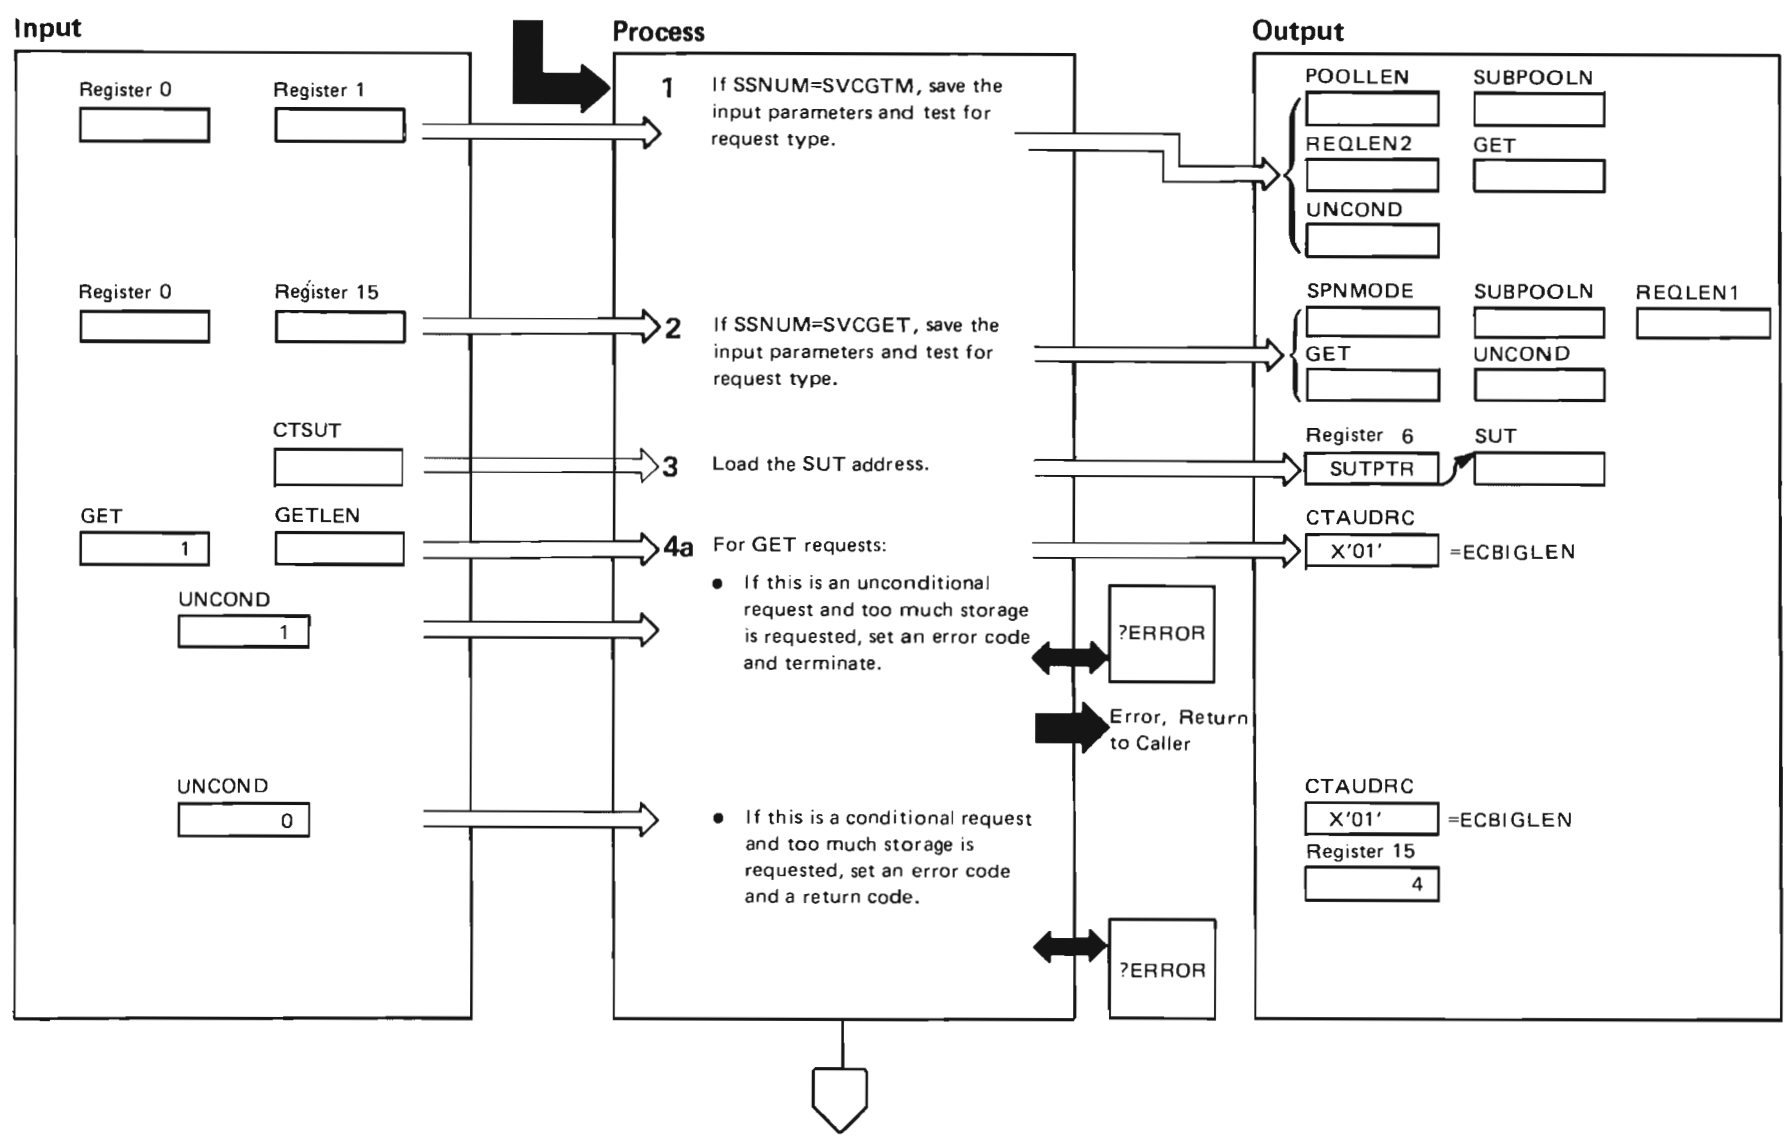 Input
Process
Output
Register 0
Register 1
1
If SSNUM=SVCGTM, save the
input parameters and test for
request type.
POOLLEN
SUBPOOLN
REQLEN2
GET
UNCOND
Register 0
Register 15
2
If SSNUM=SVCGET, save the
input parameters and test for
request type.
SPNMODE
SUBPOOLN
REQLEN1
GET
UNCOND
CTSUT
3
Load the SUT address.
Register 6
SUT
SUTPTR
GET
GETLEN
1
4a
For GET requests:
CTAUDRC
X'01'
=ECBIGLEN
UNCOND
1
• If this is an unconditional
request and too much storage
is requested, set an error code
and terminate.
?ERROR
Error, Return
to Caller
UNCOND
0
• If this is a conditional request
and too much storage is
requested, set an error code
and a return code.
CTAUDRC
X'01'
=ECBIGLEN
Register 15
4
?ERROR